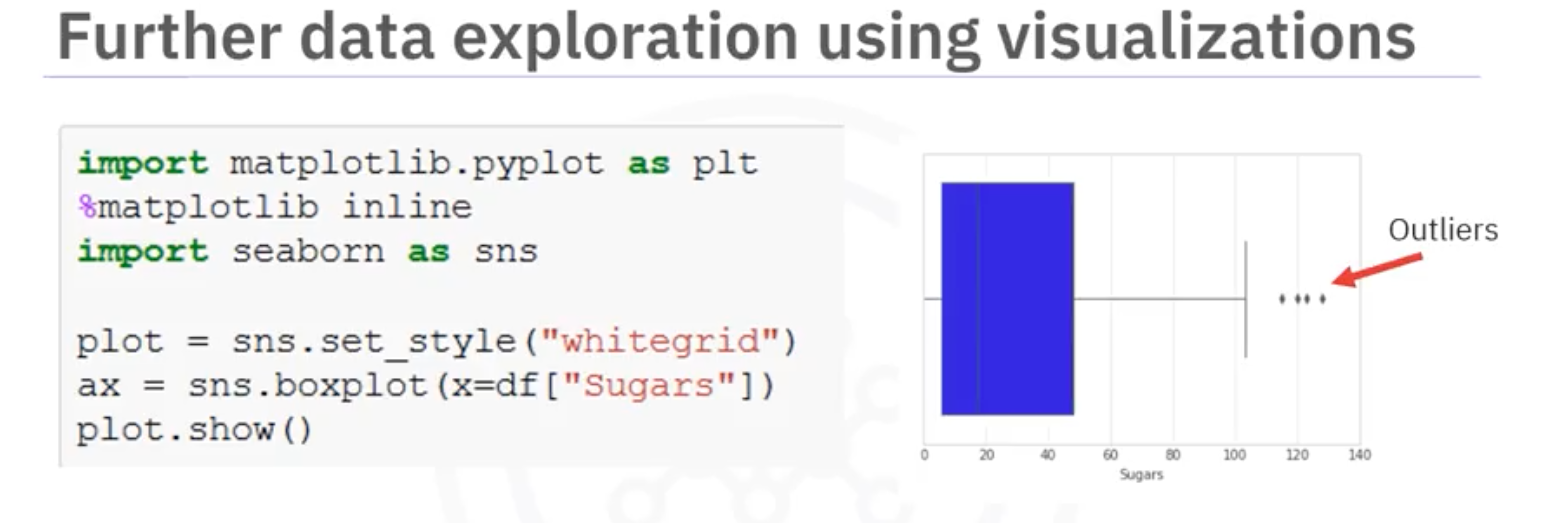 Further data exploration using visualizations
import matplotlib.pyplot as plt
%matplotlib inline
import seaborn as sns
plot = sns.set_style("whitegrid")
ax = sns.boxplot(x=df["Sugars"])
plot.show()
Outliers
0 20 40 60 80 100 120 140
Sugars